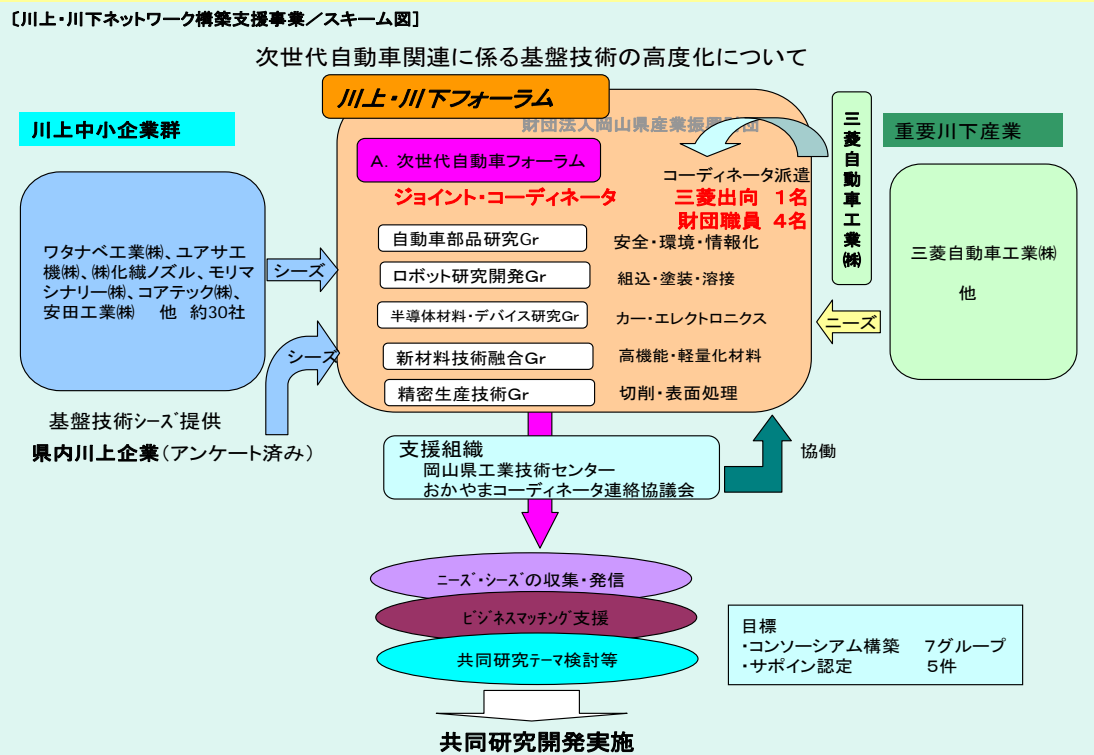 〔川上・川下ネットワーク構築支援事業／スキーム図]
次世代自動車関連に係る基盤技術の高度化について
川上・川下フォーラム
財団法人岡山県産業振興財団
川上中小企業群
三菱自動車工業㈱
重要川下産業
A．次世代自動車フォーラム
コーディネータ派遣
ジョイント・コーディネータ
三菱出向 1名
財団職員 4名
ワタナベ工業㈱、ユアサエ
機㈱、㈱化繊ノズル、モリマ
シナリー㈱、コアテック㈱、
安田工業㈱ 他 約30社
シーズ
シーズ
自動車部品研究Gr
安全・環境・情報化
ロボット研究開発Gr
組込・塗装・溶接
半導体材料・デバイス研究Gr
カー・エレクトロニクス
新材料技術融合Gr
高機能・軽量化材料
精密生産技術Gr
切削・表面処理
ニーズ
三菱自動車工業㈱
他
基盤技術シーズ提供
県内川上企業（アンケート済み）
支援組織
岡山県工業技術センター
おかやまコーディネータ連絡協議会
協働
ニーズ・シーズの収集・発信
ビジネスマッチング支援
共同研究テーマ検討等
目標
・コンソーシアム構築 7グループ
・サポイン認定 5件
共同研究開発実施